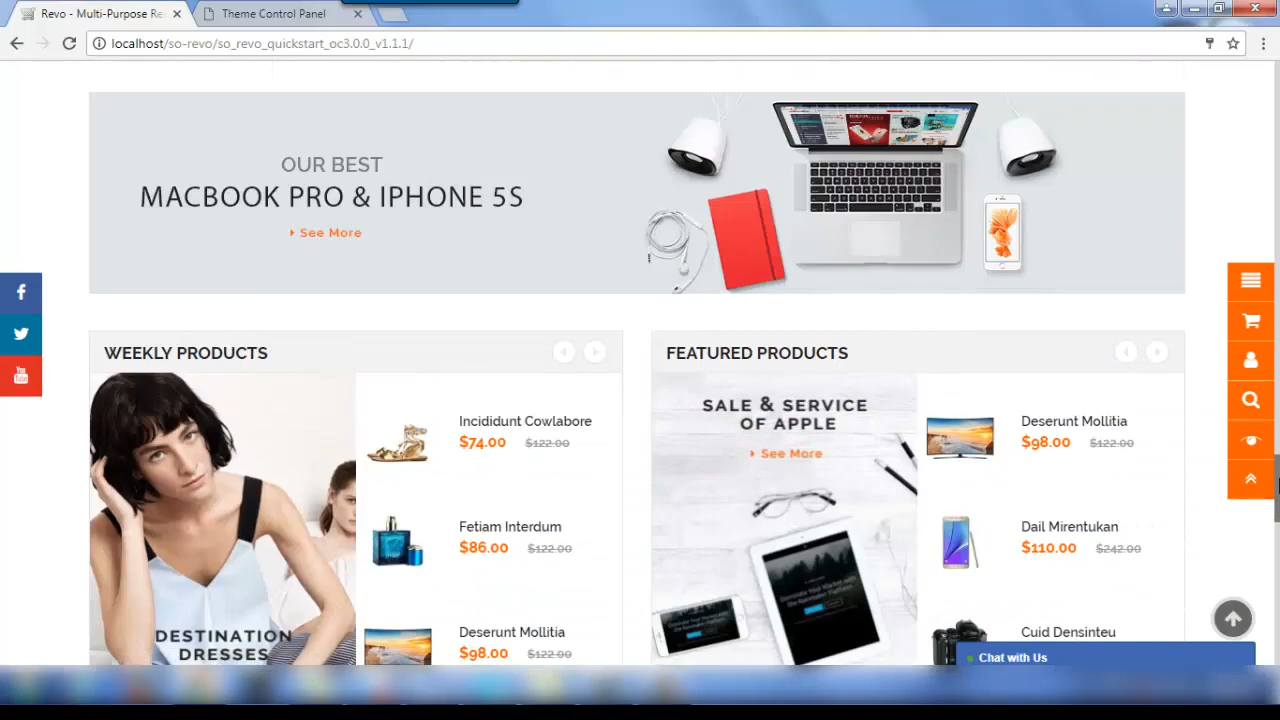 Revo - Multi-Purpose Re
Theme Control Panel
localhost/so-revo/so_revo_quickstart_oc3.0.0_v1.1.1/
OUR BEST
MACBOOK PRO & IPHONE 5S
See More
WEEKLY PRODUCTS
DESTINATION
DRESSES
Incididunt Cowlabore
$74.00 $122.00
Fetiam Interdum
$86.00 $122.00
Deserunt Mollitia
$98.00 $122.00
FEATURED PRODUCTS
SALE & SERVICE
OF APPLE
See More
Deserunt Mollitia
$98.00 $122.00
Dail Mirentukan
$110.00 $242.00
Cuid Densinteu
You
Chat with Us